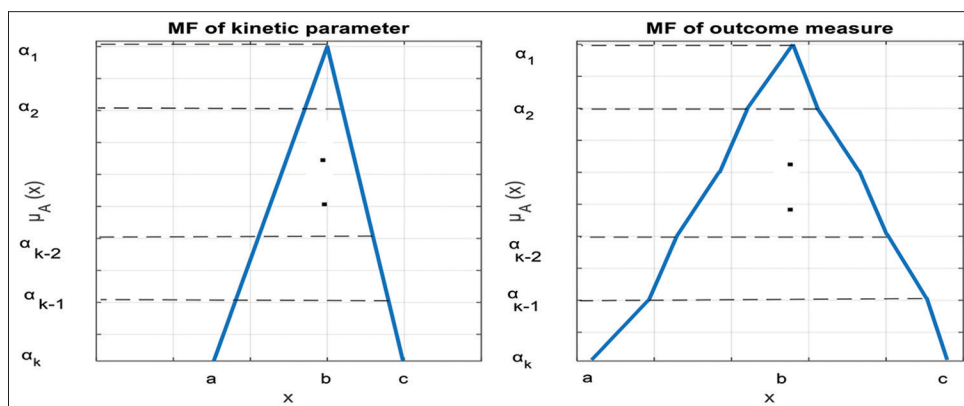 MF of kinetic parameter
α1
α2
μA(x)
αk-2
αk-1
αk
a b c
x
MF of outcome measure
α1
α2
μA(x)
αk-2
αk-1
αk
a b c
x